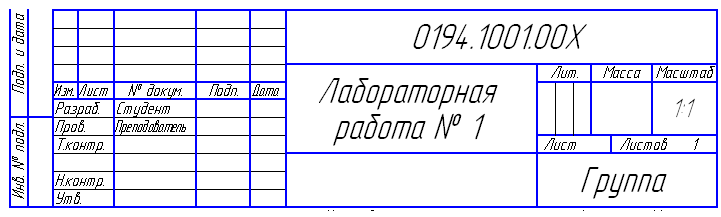 0194.1001.00X
Подп. и дата
Лит. Масса Масштаб
Изм. Лист № докум. Подп. Дата
Лабораторная
работа № 1
1:1
Разраб. Студент
Пров. Преподаватель
Т.контр.
Лист Листов 1
Инв. № подл.
Н.контр.
Утв.
Группа